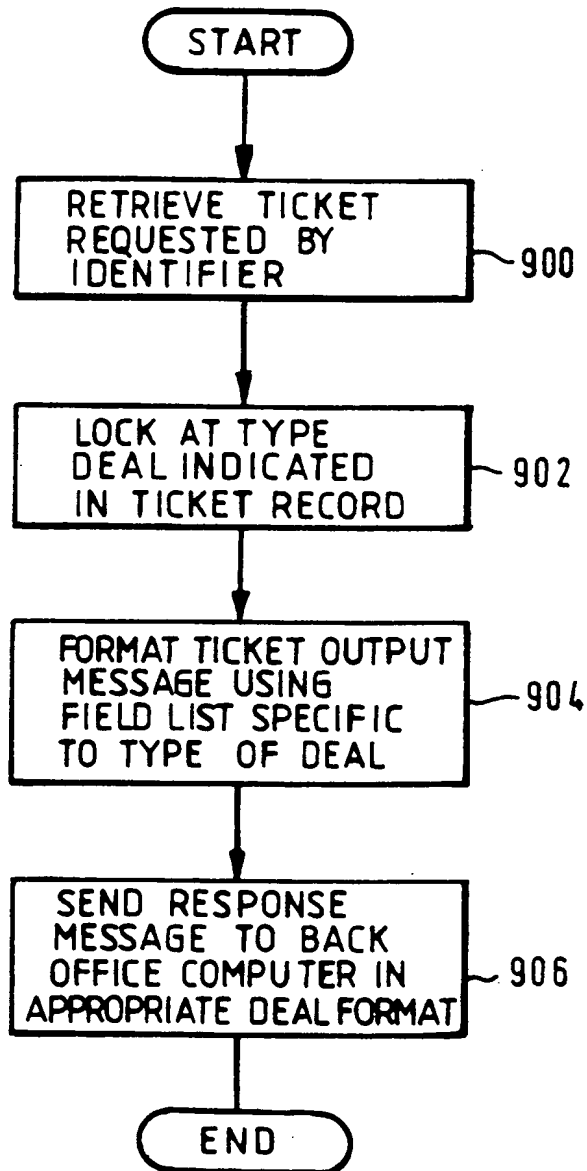 START
RETRIEVE TICKET
REQUESTED BY
IDENTIFIER
900
LOCK AT TYPE
DEAL INDICATED
IN TICKET RECORD
902
FORMAT TICKET OUTPUT
MESSAGE USING
FIELD LIST SPECIFIC
TO TYPE OF DEAL
904
SEND RESPONSE
MESSAGE TO BACK
OFFICE COMPUTER IN
APPROPRIATE DEAL FORMAT
906
END